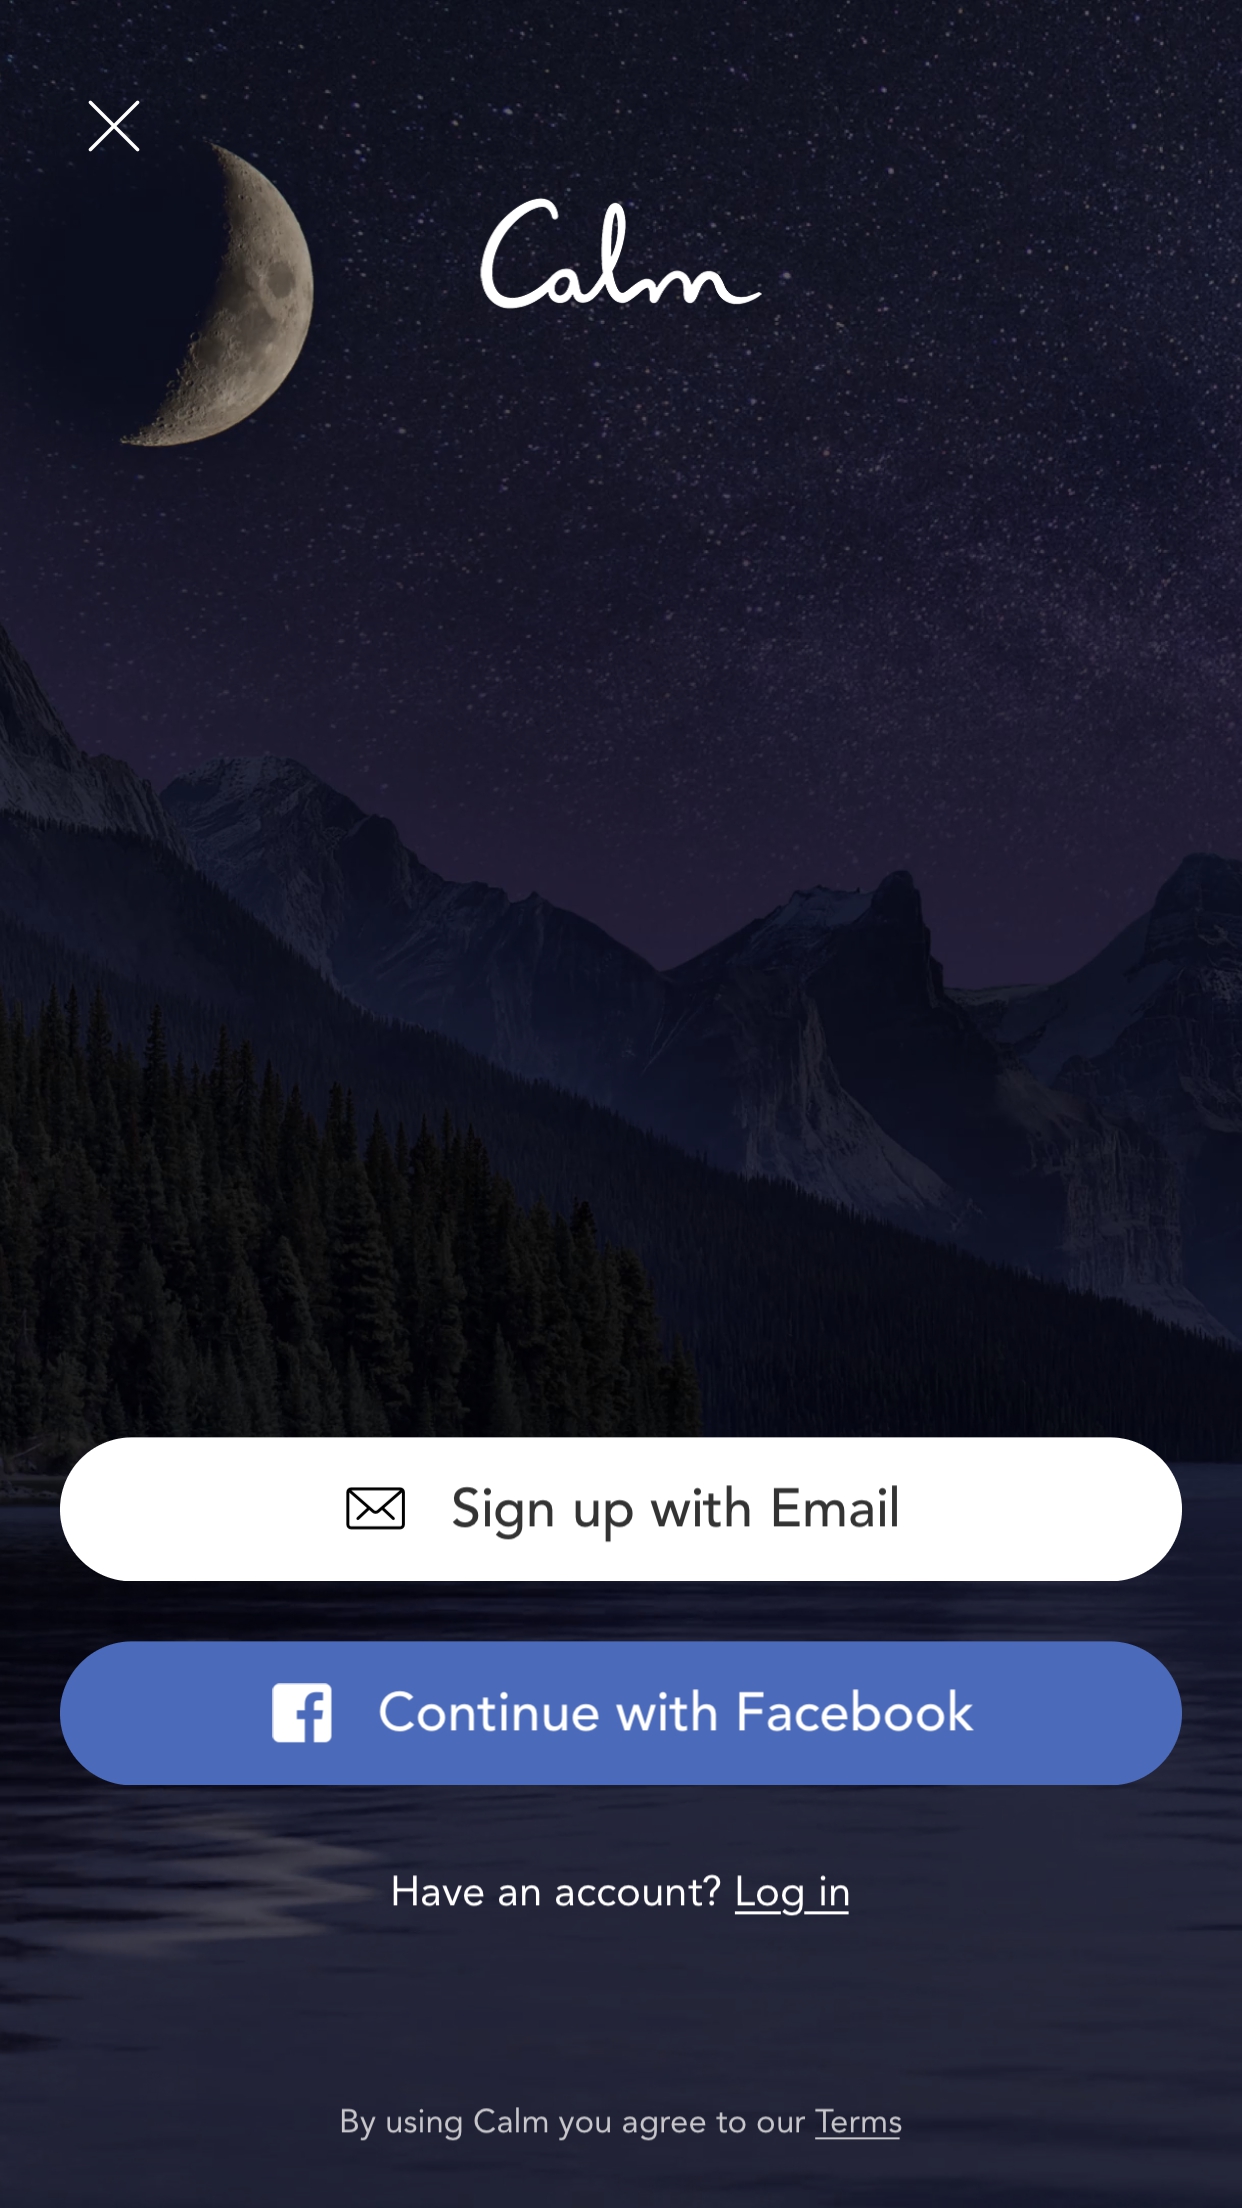 Calm
Sign up with Email
Continue with Facebook
Have an account? Log in
By using Calm you agree to our Terms